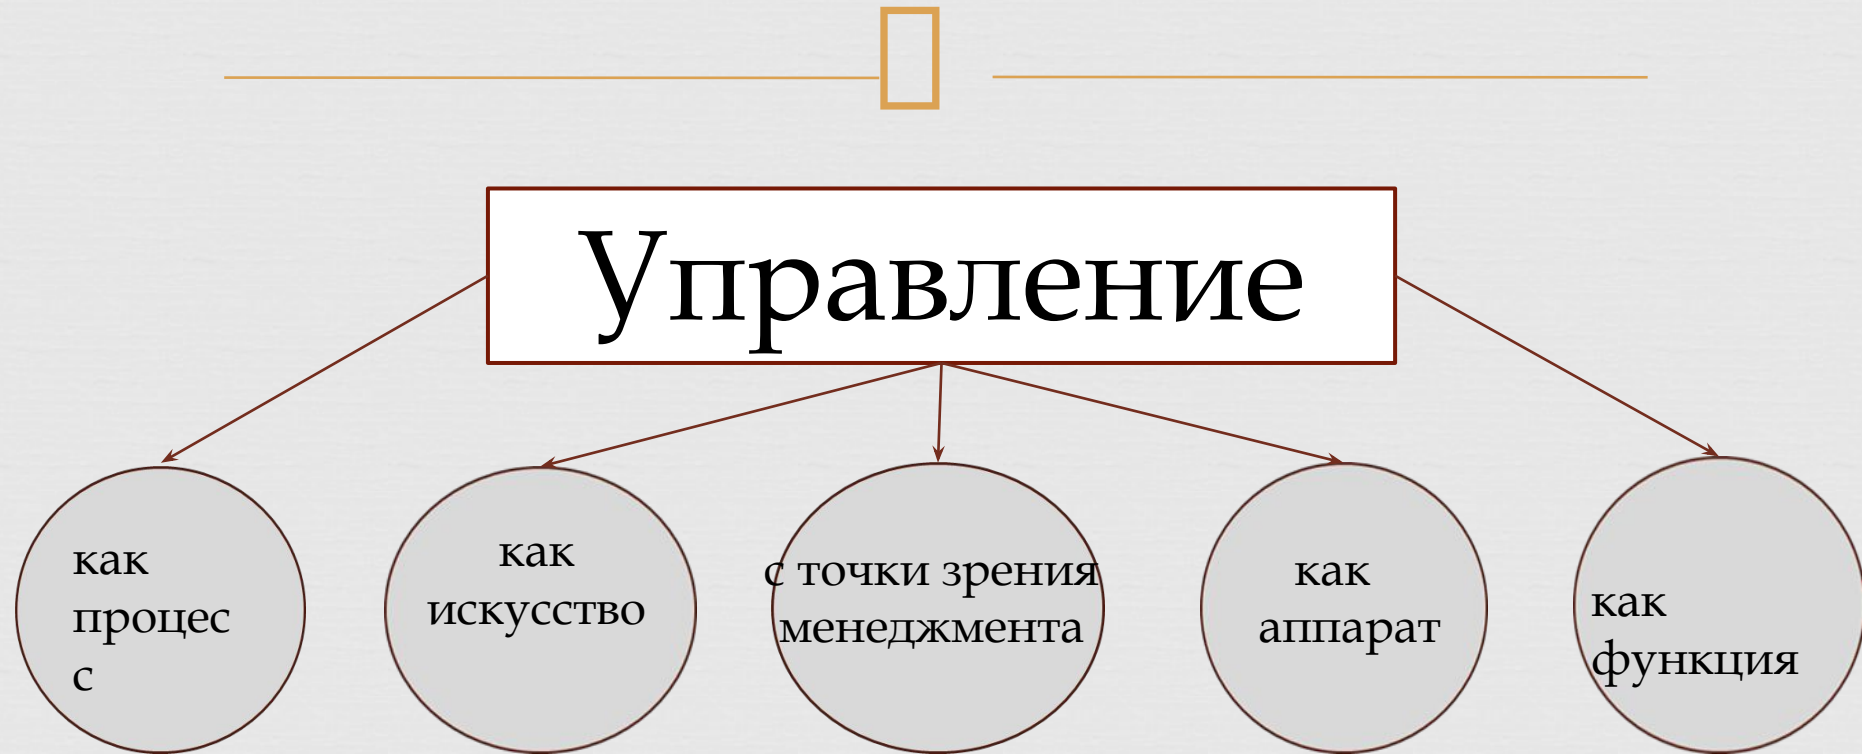 Управление
как
процес
с
как
искусство
с точки зрения
менеджмента
как
аппарат
как
функция